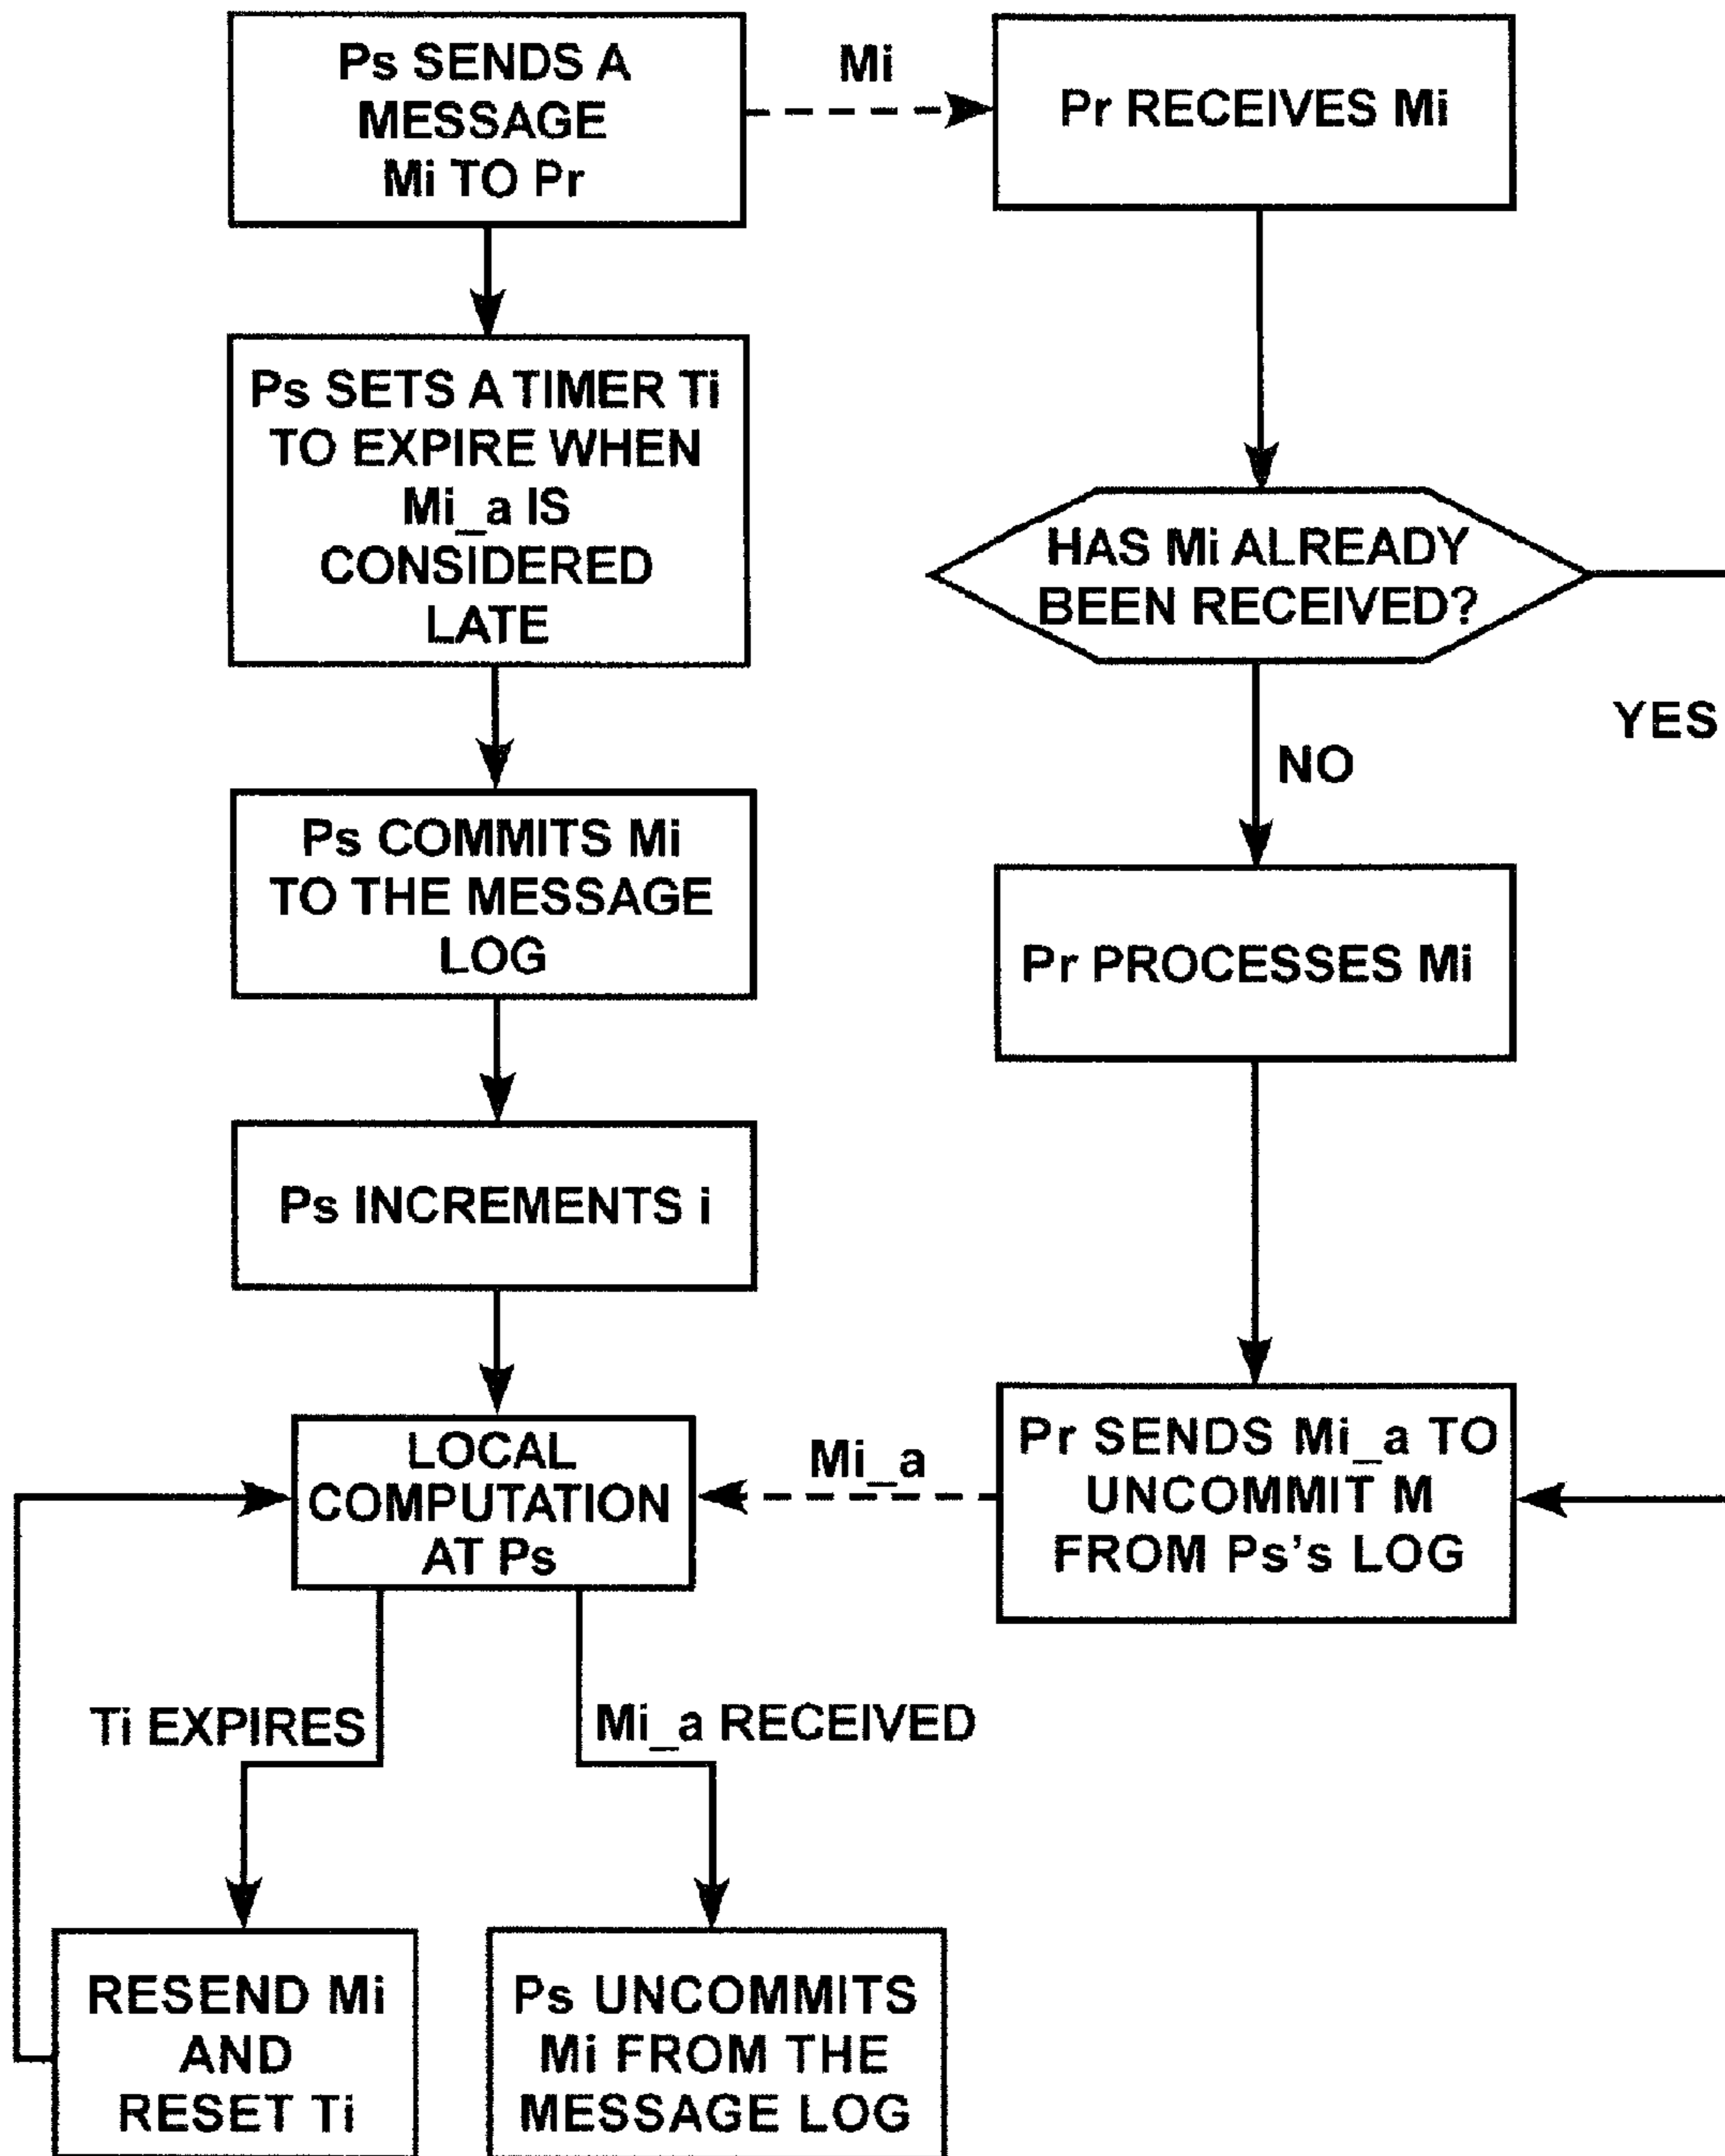 Ps SENDS A
MESSAGE
Mi TO Pr
Mi
Pr RECEIVES Mi
Ps SETS A TIMER Ti
TO EXPIRE WHEN
Mi_a IS
CONSIDERED
LATE
HAS Mi ALREADY
BEEN RECEIVED?
YES
NO
Ps COMMITS Mi
TO THE MESSAGE
LOG
Pr PROCESSES Mi
Ps INCREMENTS i
LOCAL
COMPUTATION
AT Ps
Mi_a
Pr SENDS Mi_a TO
UNCOMMIT M
FROM Ps's LOG
Ti EXPIRES
Mi_a RECEIVED
RESEND Mi
AND
RESET Ti
Ps UNCOMMITS
Mi FROM THE
MESSAGE LOG